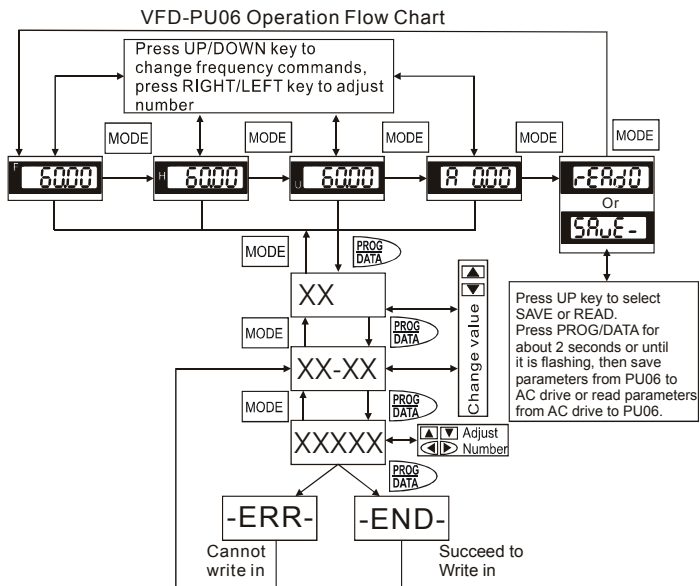 VFD-PU06 Operation Flow Chart
Press UP/DOWN key to
change frequency commands,
press RIGHT/LEFT key to adjust
number
MODE
MODE
MODE
MODE
MODE
F 60.00
H 60.00
U 60.00
A 0.00
rEAd0
Or
SAuE-
MODE
PROG
DATA
XX
MODE
PROG
DATA
XX-XX
Change value
MODE
PROG
DATA
XXXXX
Adjust
Number
PROG
DATA
Press UP key to select
SAVE or READ.
Press PROG/DATA for
about 2 seconds or until
it is flashing, then save
parameters from PU06 to
AC drive or read parameters
from AC drive to PU06.
-ERR-
-END-
Cannot
write in
Succeed to
Write in